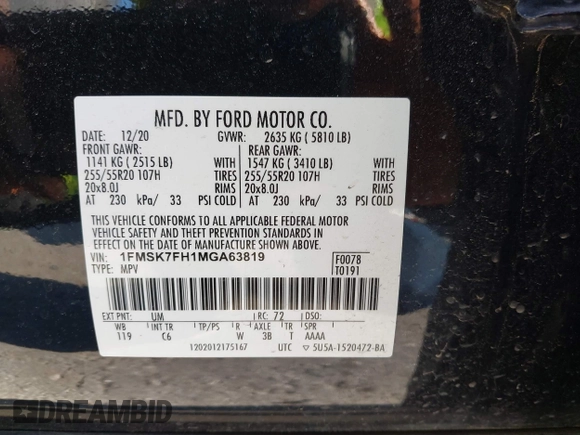 MFD. BY FORD MOTOR CO.
DATE: 12/20 GVWR: 2635 KG ( 5810 LB)
FRONT GAWR: REAR GAWR:
1141 KG ( 2515 LB) WITH 1547 KG ( 3410 LB) WITH
255/55R20 107H TIRES 255/55R20 107H TIRES
20x8.0J RIMS 20x8.0J RIMS
AT 230 kPa/ 33 PSI COLD AT 230 kPa/ 33 PSI COLD
THIS VEHICLE CONFORMS TO ALL APPLICABLE FEDERAL MOTOR
VEHICLE SAFETY AND THEFT PREVENTION STANDARDS IN
EFFECT ON THE DATE OF MANUFACTURE SHOWN ABOVE.
VIN: 1FMSK7FH1MGA63819 F0078
TYPE: MPV T0191
EXT PNT: UM RC: 72 DSO:
WB INT TR TP/PS R AXLE TR SPR
119 C6 W 3B T AAAA
1202012175167 UTC ▽ 5U5A-1520472-BA
DREAMBID